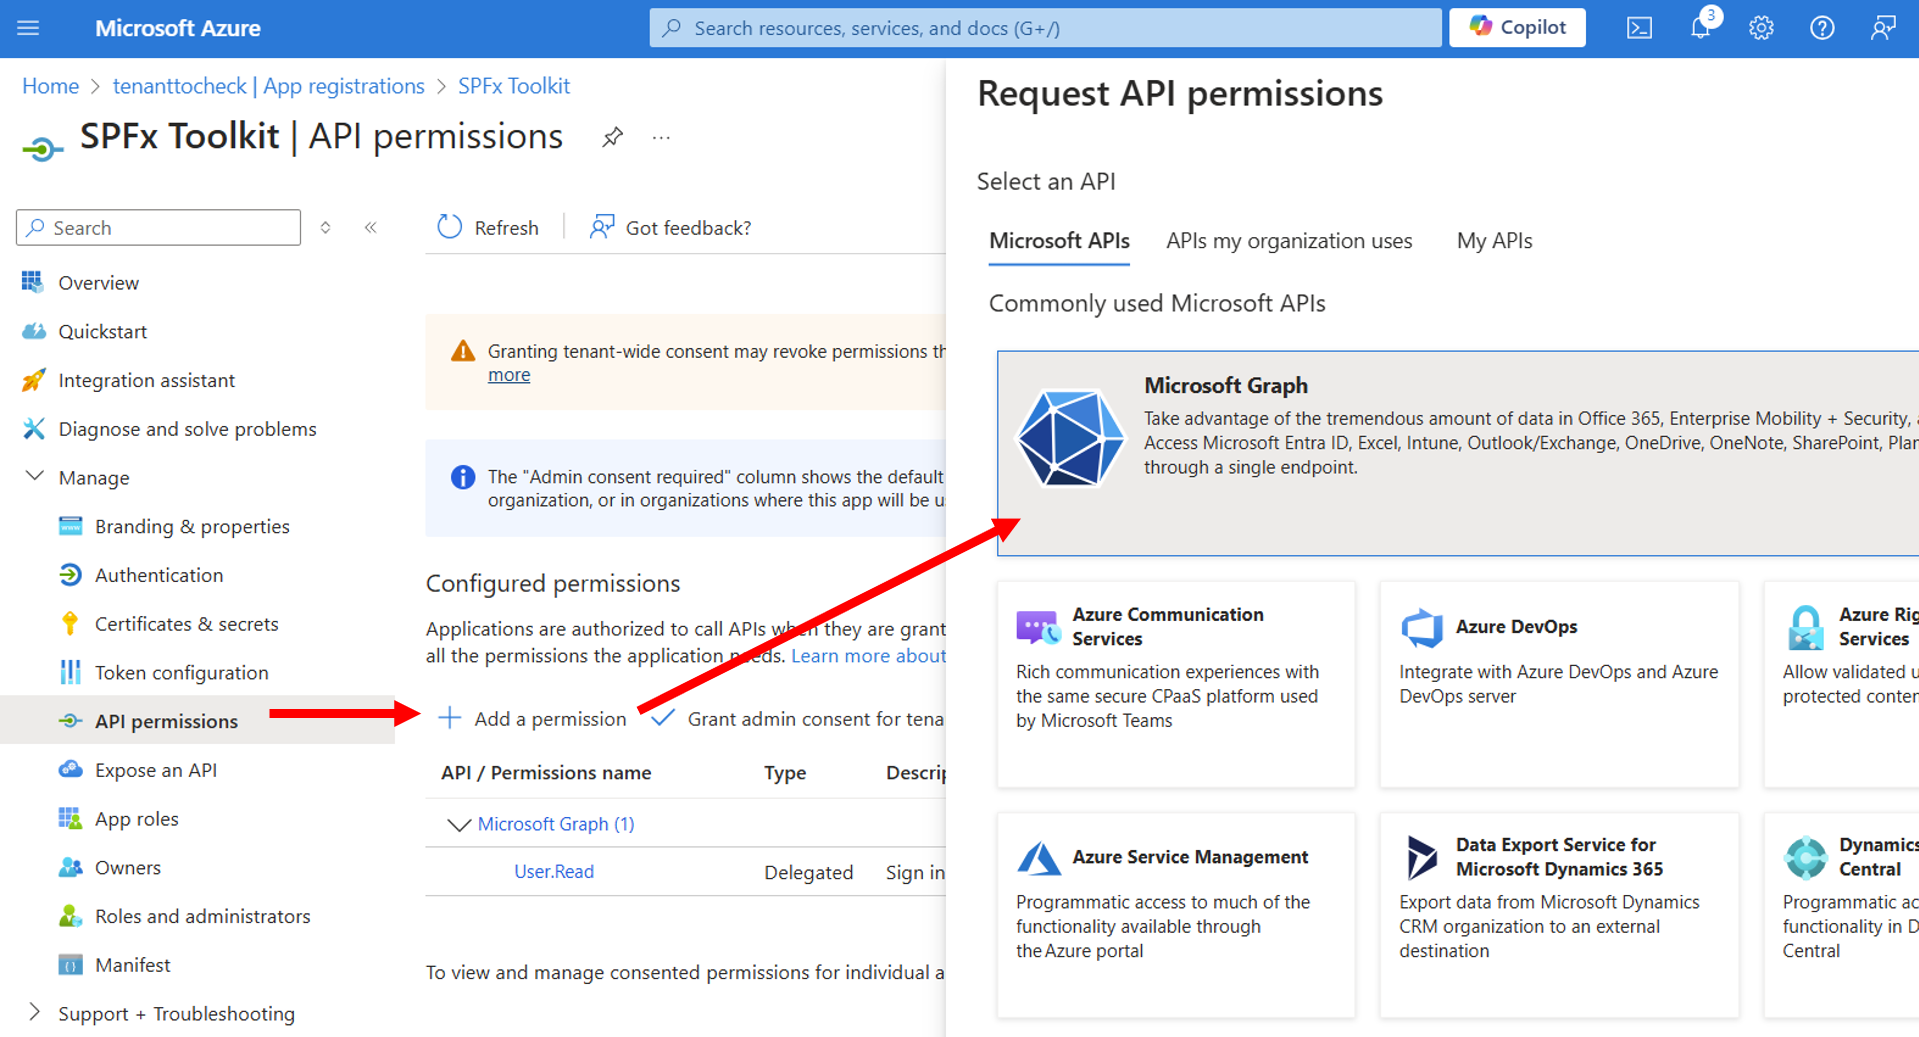 Microsoft Azure
Search resources, services, and docs (G+/)
Copilot
3
Home > tenanttocheck | App registrations > SPFx Toolkit
SPFx Toolkit | API permissions
...
Search
Overview
Quickstart
Integration assistant
Diagnose and solve problems
Manage
Branding & properties
Authentication
Certificates & secrets
Token configuration
API permissions
Expose an API
App roles
Owners
Roles and administrators
Manifest
Support + Troubleshooting
Refresh
Got feedback?
Granting tenant-wide consent may revoke permissions th
more
The "Admin consent required" column shows the default
organization, or in organizations where this app will be u
Configured permissions
Applications are authorized to call APIs when they are grant
all the permissions the application needs. Learn more about
Add a permission
Grant admin consent for tena
API / Permissions name Type Descrip
Microsoft Graph (1)
User.Read Delegated Sign in
To view and manage consented permissions for individual a
Request API permissions
Select an API
Microsoft APIs
APIs my organization uses
My APIs
Commonly used Microsoft APIs
Microsoft Graph
Take advantage of the tremendous amount of data in Office 365, Enterprise Mobility + Security, a
Access Microsoft Entra ID, Excel, Intune, Outlook/Exchange, OneDrive, OneNote, SharePoint, Plan
through a single endpoint.
Azure Communication
Services
Rich communication experiences with
the same secure CPaaS platform used
by Microsoft Teams
Azure DevOps
Integrate with Azure DevOps and Azure
DevOps server
Azure Rig
Services
Allow validated u
protected conten
Azure Service Management
Programmatic access to much of the
functionality available through
the Azure portal
Data Export Service for
Microsoft Dynamics 365
Export data from Microsoft Dynamics
CRM organization to an external
destination
Dynamics
Central
Programmatic ac
functionality in D
Central